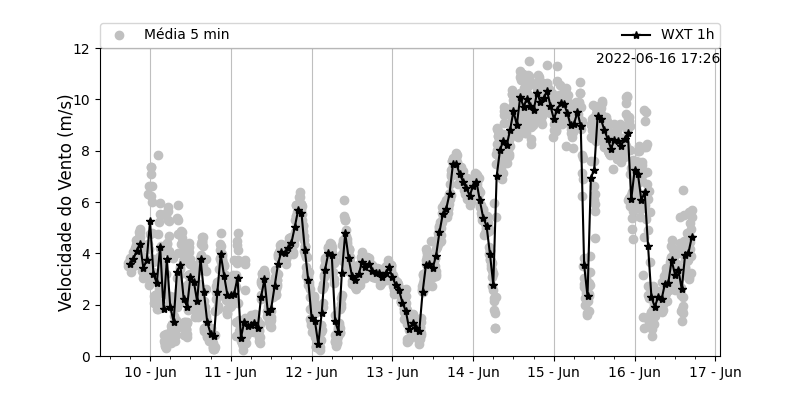 Média 5 min
WXT 1h
2022-06-16 17:26
Velocidade do Vento (m/s)
12
10
8
6
4
2
0
10 - Jun
11 - Jun
12 - Jun
13 - Jun
14 - Jun
15 - Jun
16 - Jun
17 - Jun